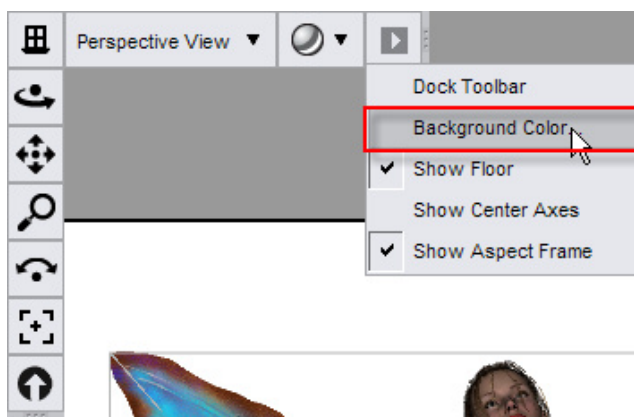 Perspective View
Dock Toolbar
Background Color
Show Floor
Show Center Axes
Show Aspect Frame